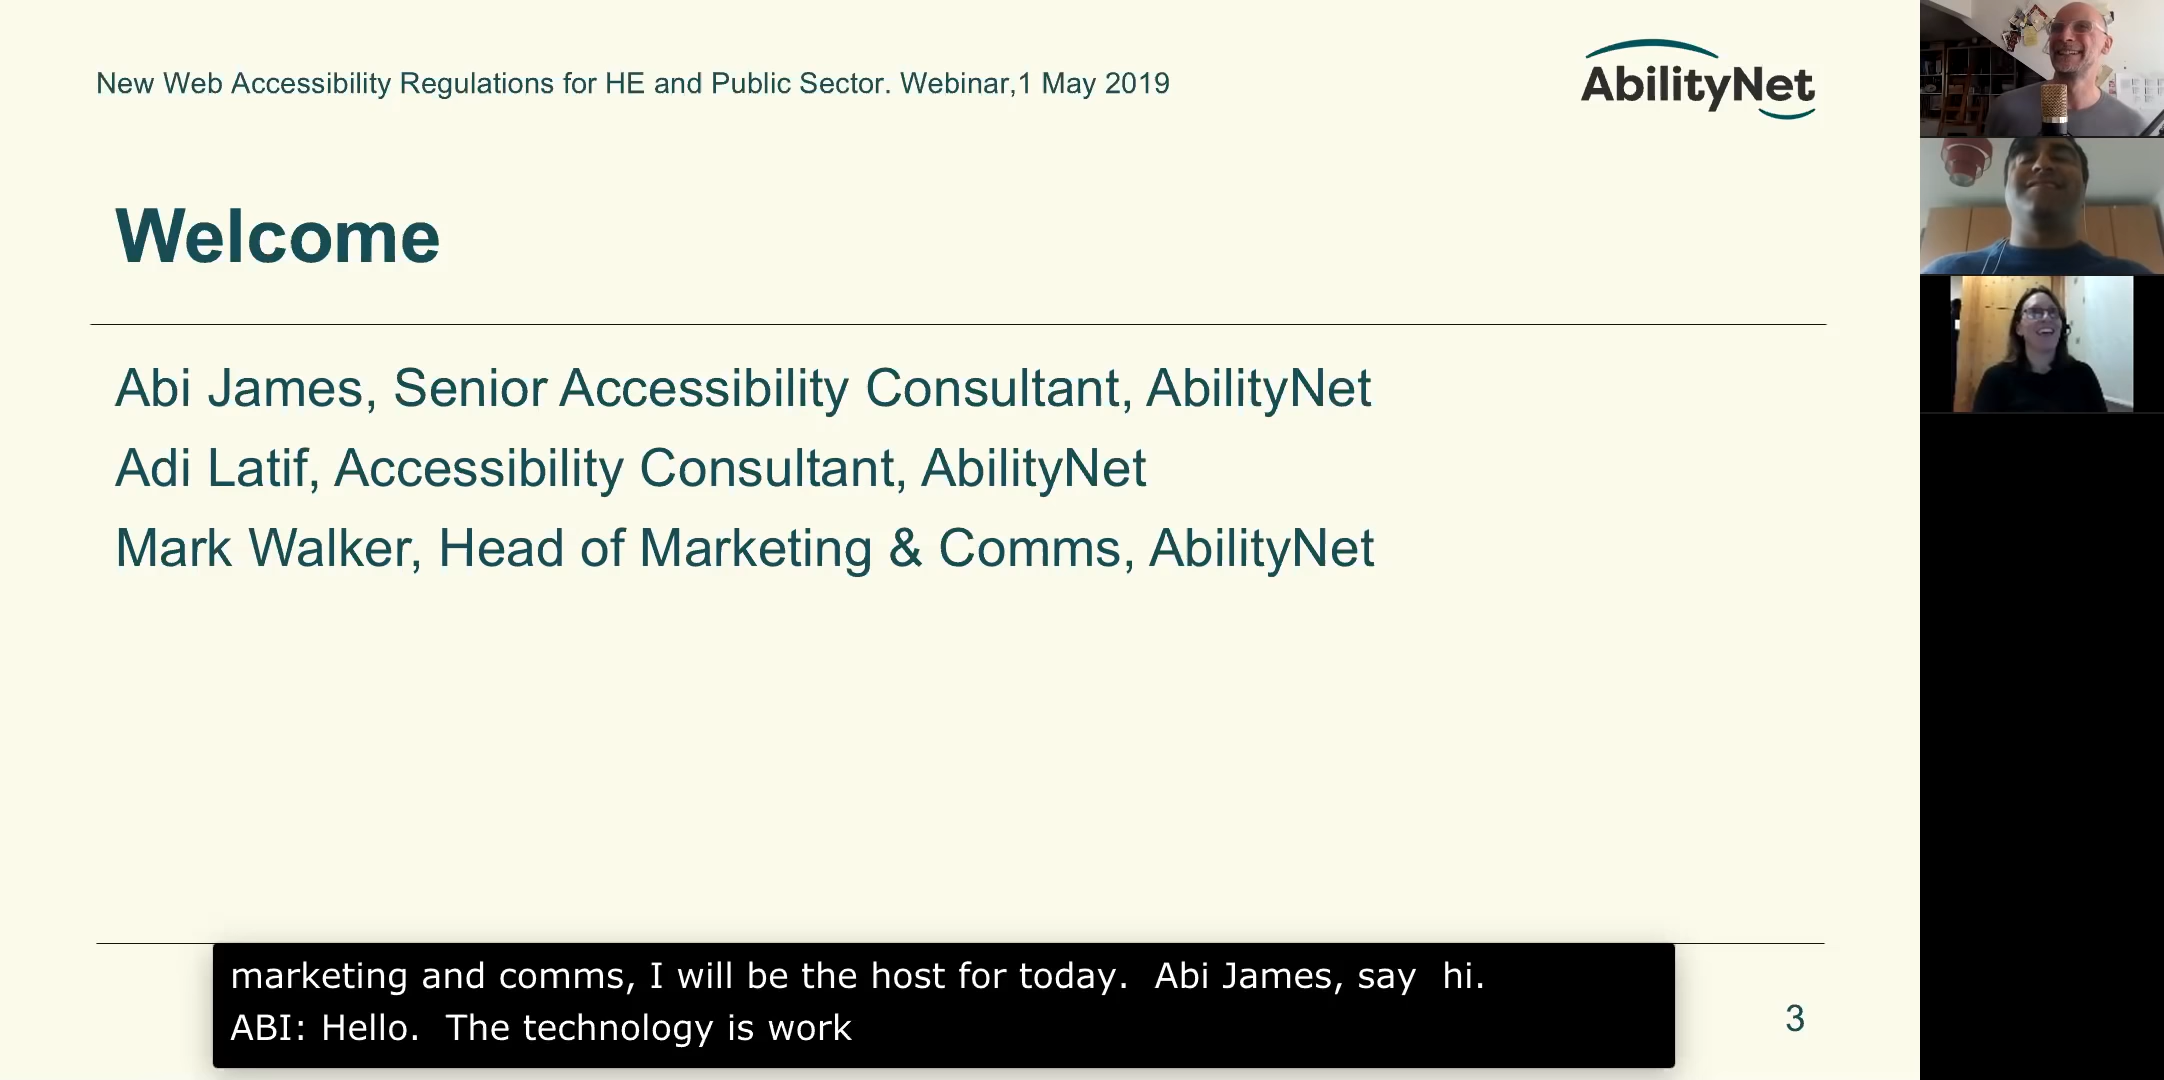 New Web Accessibility Regulations for HE and Public Sector. Webinar,1 May 2019
AbilityNet
Welcome
Abi James, Senior Accessibility Consultant, AbilityNet
Adi Latif, Accessibility Consultant, AbilityNet
Mark Walker, Head of Marketing & Comms, AbilityNet
marketing and comms, I will be the host for today.  Abi James, say  hi.
ABI: Hello.  The technology is work
3